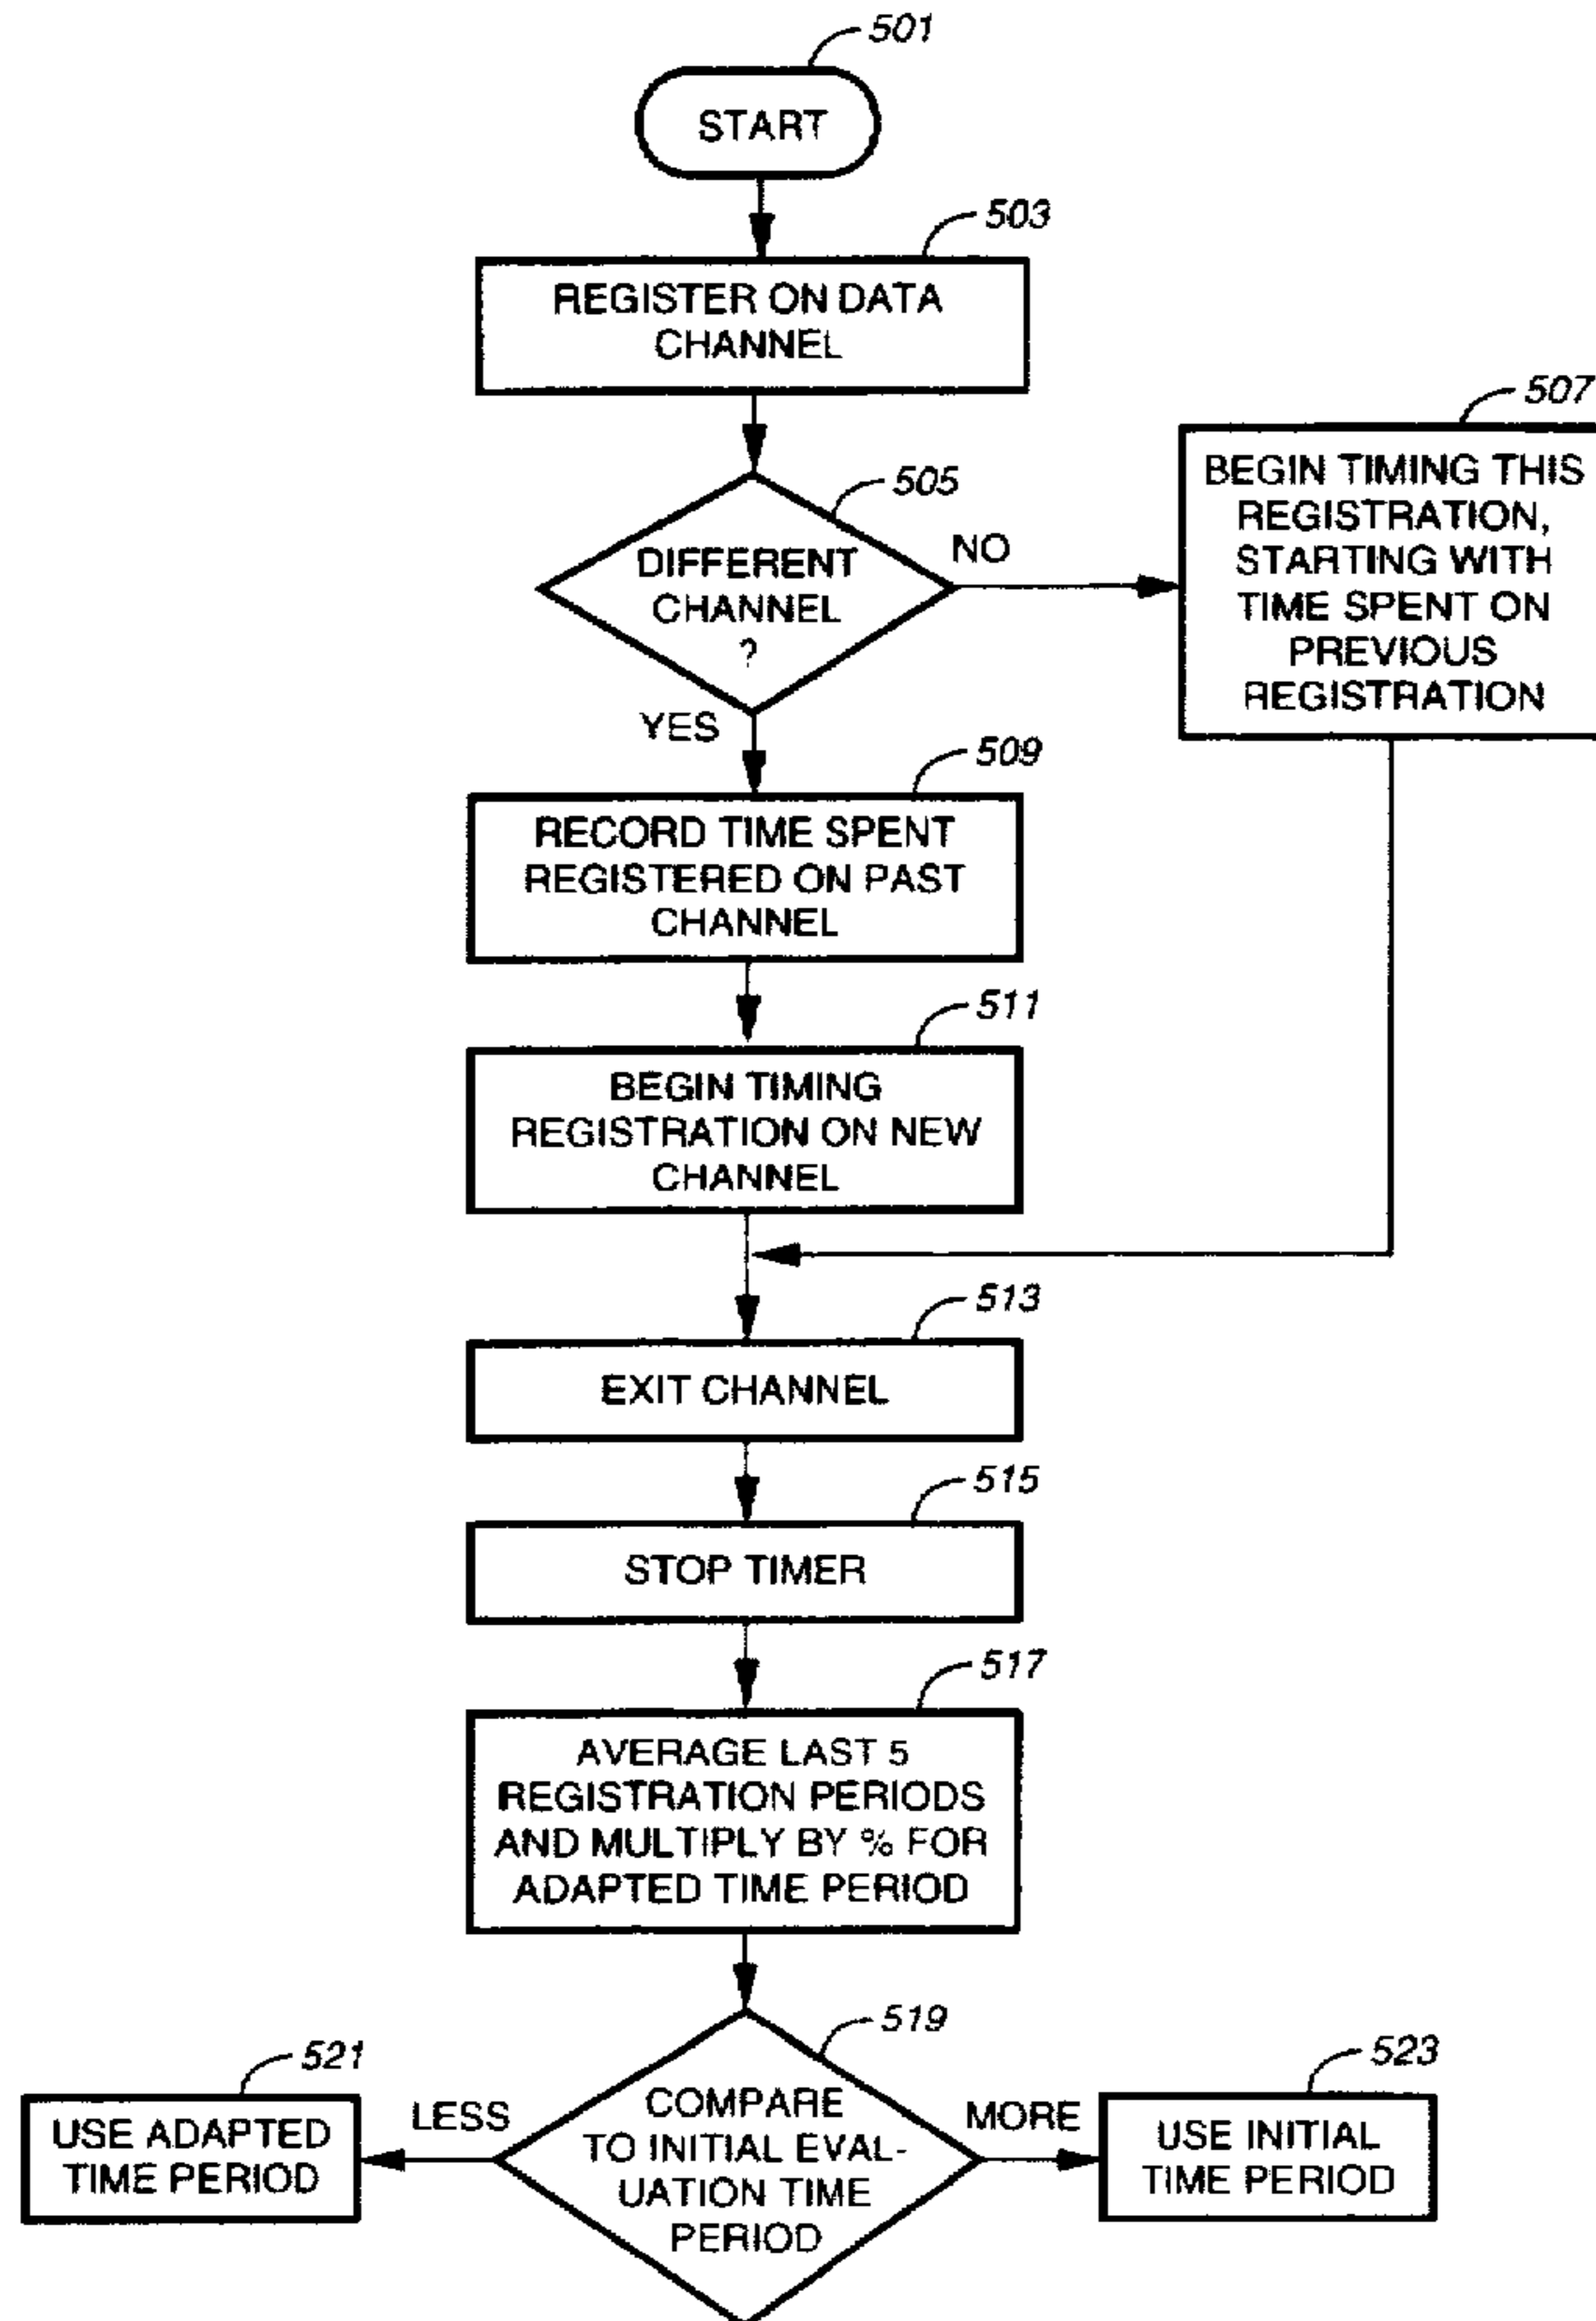 501
START
503
REGISTER ON DATA
CHANNEL
507
BEGIN TIMING THIS
REGISTRATION,
STARTING WITH
TIME SPENT ON
PREVIOUS
REGISTRATION
505
DIFFERENT
CHANNEL
?
NO
YES
509
RECORD TIME SPENT
REGISTERED ON PAST
CHANNEL
511
BEGIN TIMING
REGISTRATION ON NEW
CHANNEL
513
EXIT CHANNEL
515
STOP TIMER
517
AVERAGE LAST 5
REGISTRATION PERIODS
AND MULTIPLY BY % FOR
ADAPTED TIME PERIOD
519
COMPARE
TO INITIAL EVAL-
UATION TIME
PERIOD
LESS
521
USE ADAPTED
TIME PERIOD
MORE
523
USE INITIAL
TIME PERIOD